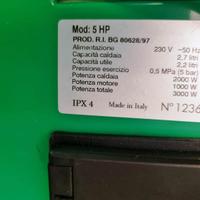 Mod: 5 HP
PROD. R.I. BG 80628/97
Alimentazione 230 V ~50 Hz
Capacità caldaia 2,7 litri
Capacità utile 2,2 litri
Pressione esercizio 0,5 MPa (5 bar)
Potenza caldaia 2000 W
Potenza motore 1000 W
Potenza totale 3000 W
IPX 4 Made in Italy N° 1236